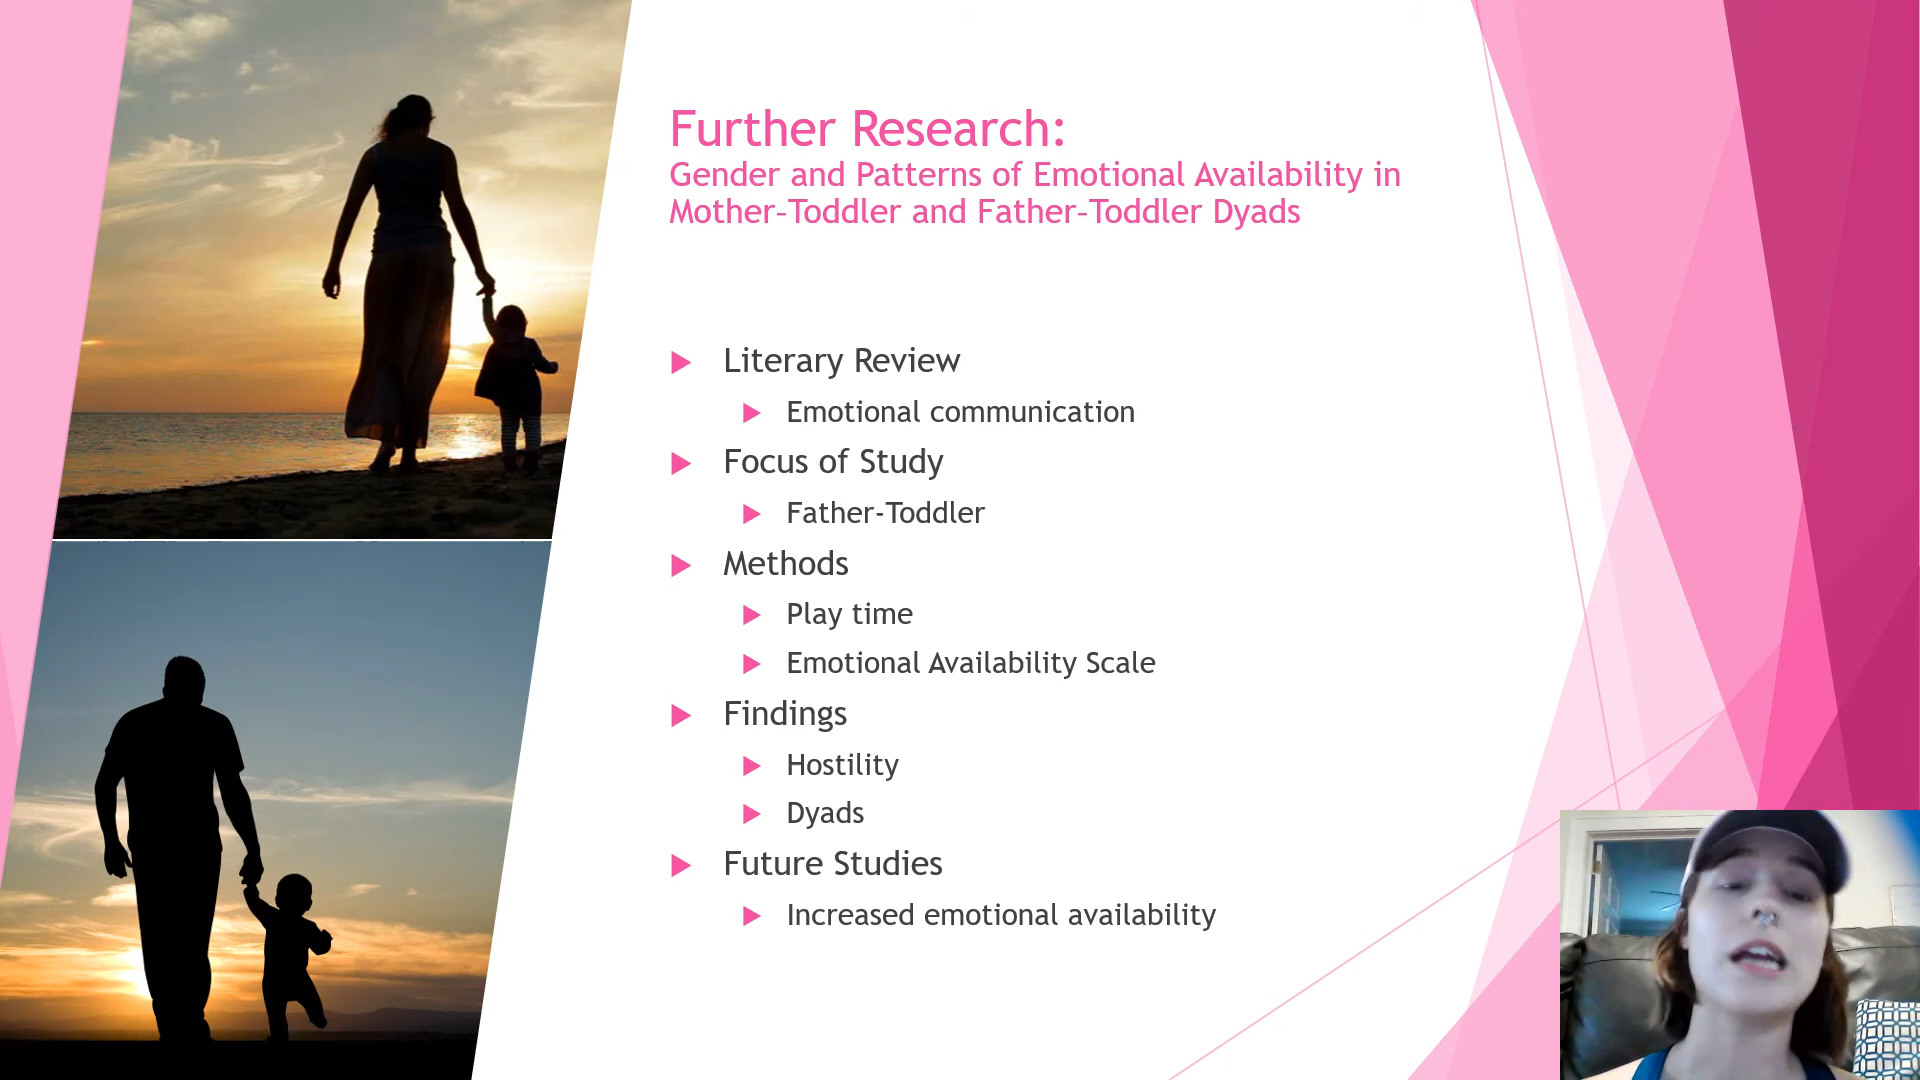 Further Research:
Gender and Patterns of Emotional Availability in
Mother-Toddler and Father-Toddler Dyads
Literary Review
Emotional communication
Focus of Study
Father-Toddler
Methods
Play time
Emotional Availability Scale
Findings
Hostility
Dyads
Future Studies
Increased emotional availability